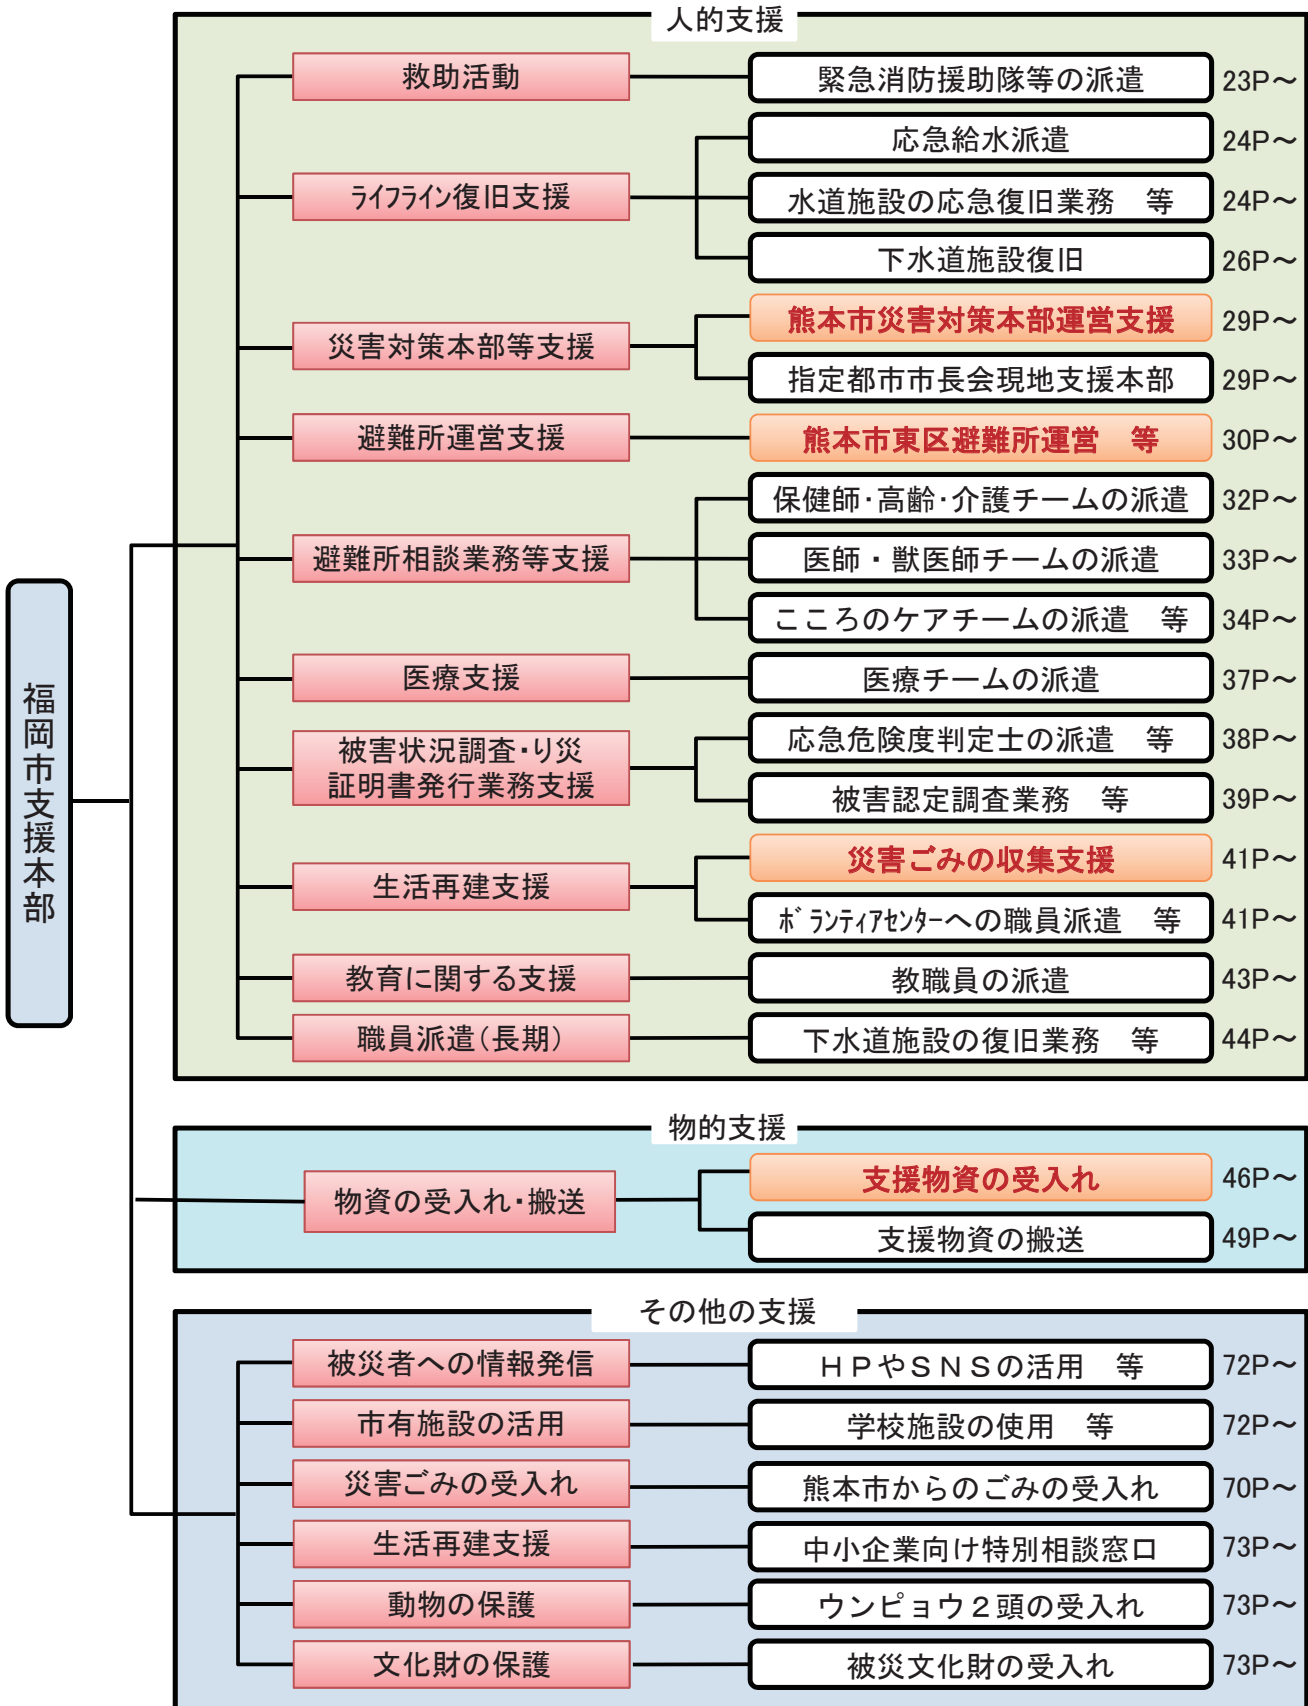 福岡市支援本部
人的支援
救助活動
緊急消防援助隊等の派遣
23P～
ライフライン復旧支援
応急給水派遣
24P～
水道施設の応急復旧業務　等
24P～
下水道施設復旧
26P～
災害対策本部等支援
熊本市災害対策本部運営支援
29P～
指定都市市長会現地支援本部
29P～
避難所運営支援
熊本市東区避難所運営　等
30P～
避難所相談業務等支援
保健師・高齢・介護チームの派遣
32P～
医師・獣医師チームの派遣
33P～
こころのケアチームの派遣　等
34P～
医療支援
医療チームの派遣
37P～
被害状況調査・り災
証明書発行業務支援
応急危険度判定士の派遣　等
38P～
被害認定調査業務　等
39P～
生活再建支援
災害ごみの収集支援
41P～
ﾎﾞﾗﾝﾃｨｱｾﾝﾀｰへの職員派遣　等
41P～
教育に関する支援
教職員の派遣
43P～
職員派遣（長期）
下水道施設の復旧業務　等
44P～
物的支援
物資の受入れ・搬送
支援物資の受入れ
46P～
支援物資の搬送
49P～
その他の支援
被災者への情報発信
ＨＰやＳＮＳの活用　等
72P～
市有施設の活用
学校施設の使用　等
72P～
災害ごみの受入れ
熊本市からのごみの受入れ
70P～
生活再建支援
中小企業向け特別相談窓口
73P～
動物の保護
ウンピョウ２頭の受入れ
73P～
文化財の保護
被災文化財の受入れ
73P～